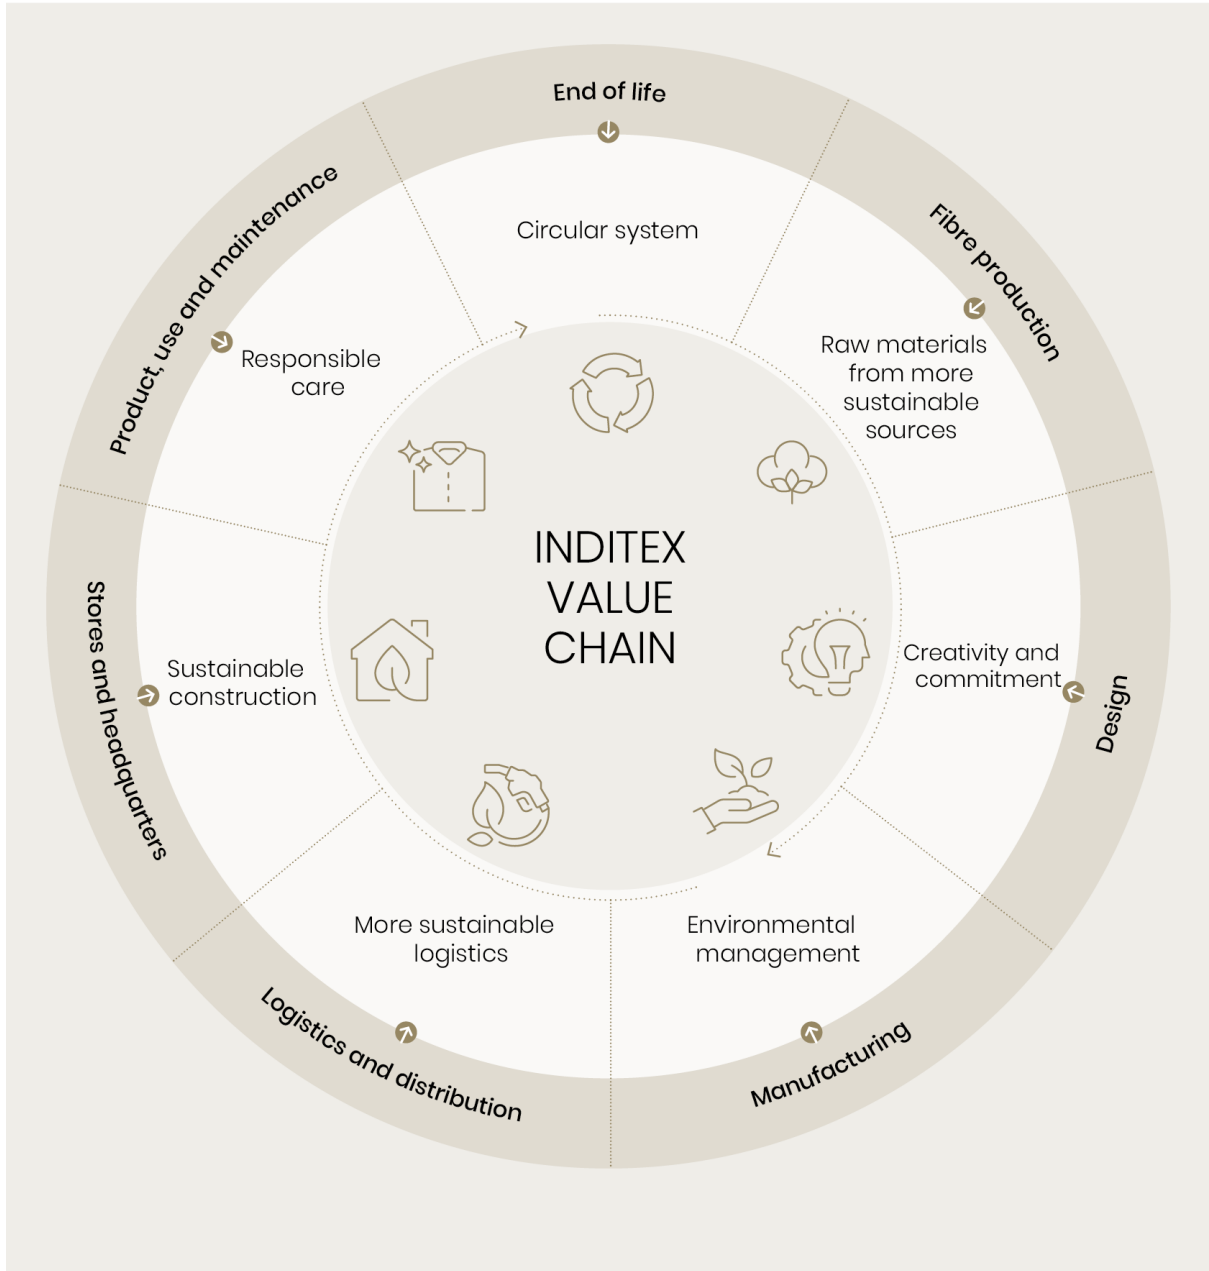 End of life
Circular system
Fibre production
Raw materials
from more
sustainable
sources
Design
Creativity and
commitment
Manufacturing
Environmental
management
Logistics and distribution
More sustainable
logistics
Stores and headquarters
Sustainable
construction
Product, use and maintenance
Responsible
care
INDITEX
VALUE
CHAIN